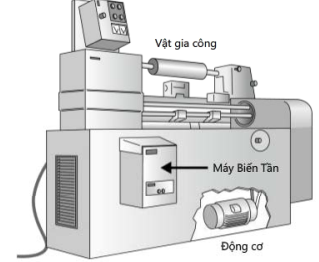 Vật gia công
Máy Biến Tần
Động cơ